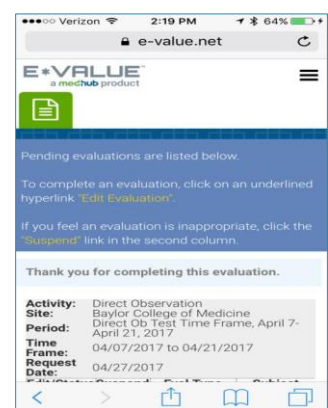 Verizon 2:19 PM 64%
e-value.net
E*VALUE
a medhub product
Pending evaluations are listed below.
To complete an evaluation, click on an underlined
hyperlink "Edit Evaluation".
If you feel an evaluation is inappropriate, click the
"Suspend" link in the second column.
Thank you for completing this evaluation.
Activity: Direct Observation
Site: Baylor College of Medicine
Period: Direct Ob Test Time Frame, April 7-
April 21, 2017
Time
Frame: 04/07/2017 to 04/21/2017
Request
Date: 04/27/2017